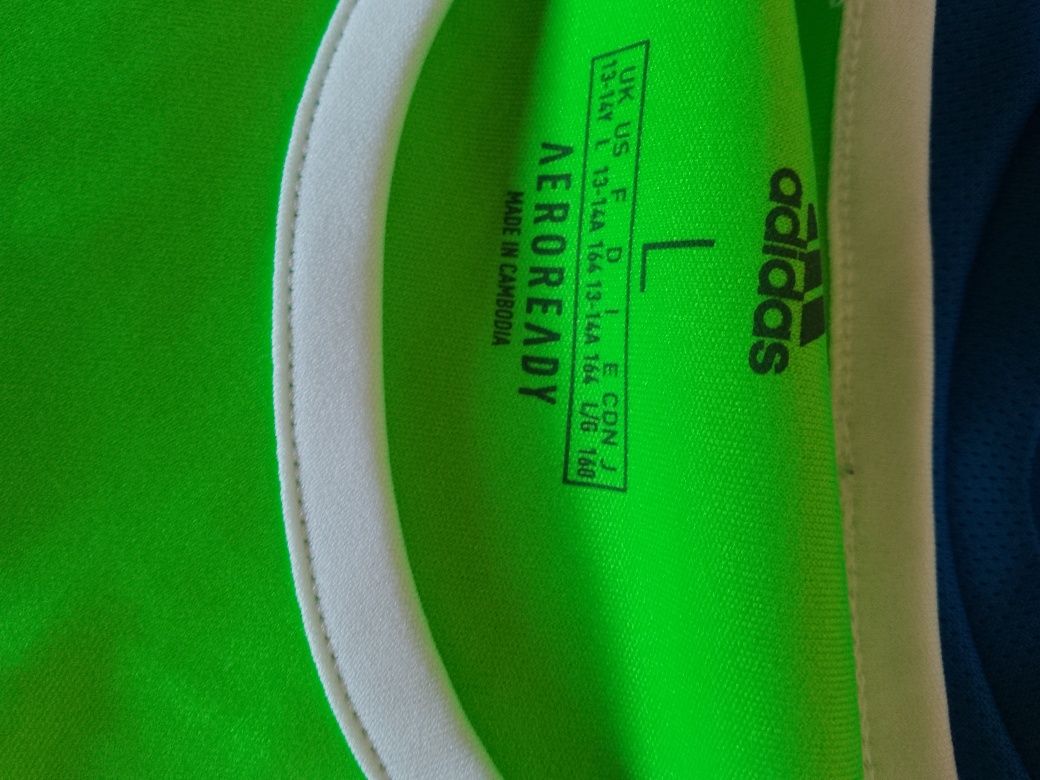 adidas
L
UK US F D I E CDN J
13-14Y L 13-14A 164 13-14A 164 L/G 160
AEROREADY
MADE IN CAMBODIA